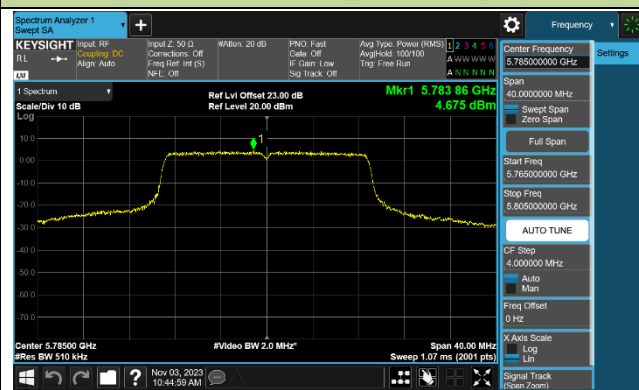 Spectrum Analyzer 1
Swept SA
Frequency
KEYSIGHT
RL
LXI
Input: RF
Coupling: DC
Align: Auto
Input Z: 50 Ω
Corrections: Off
Freq Ref: Int (S)
NFE: Off
#Atten: 20 dB
PNO: Fast
Gate: Off
IF Gain: Low
Sig Track: Off
Avg Type: Power (RMS)
Avg|Hold: 100/100
Trig: Free Run
1 2 3 4 5 6
A W W W W W
A N N N N N
1 Spectrum
Scale/Div 10 dB
Log
Ref Lvl Offset 23.00 dB
Ref Level 20.00 dBm
Mkr1 5.783 86 GHz
4.675 dBm
1
10.0
0.00
-10.0
-20.0
-30.0
-40.0
-50.0
-60.0
-70.0
Center 5.78500 GHz
#Res BW 510 kHz
#Video BW 2.0 MHz*
Span 40.00 MHz
Sweep 1.07 ms (2001 pts)
Center Frequency
5.785000000 GHz
Settings
Span
40.0000000 MHz
Swept Span
Zero Span
Full Span
Start Freq
5.765000000 GHz
Stop Freq
5.805000000 GHz
AUTO TUNE
CF Step
4.000000 MHz
Auto
Man
Freq Offset
0 Hz
X Axis Scale
Log
Lin
Signal Track
(Span Zoom)
Nov 03, 2023
10:44:59 AM